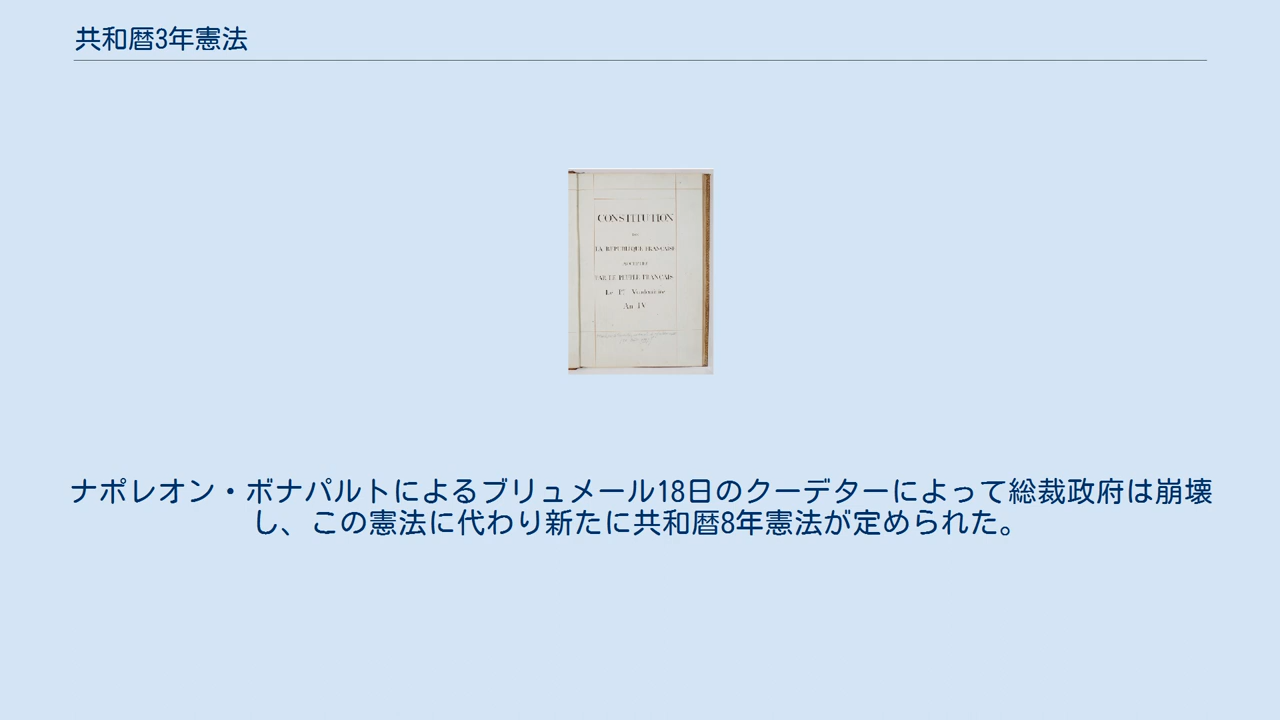 共和暦3年憲法
CONSTITUTION
LA RÉPUBLIQUE FRANÇAISE
PAR LE PEUPLE FRANÇAIS
Le 1er Vendémiaire
An IV
ナポレオン・ボナパルトによるブリュメール18日のクーデターによって総裁政府は崩壊
し、この憲法に代わり新たに共和暦8年憲法が定められた。